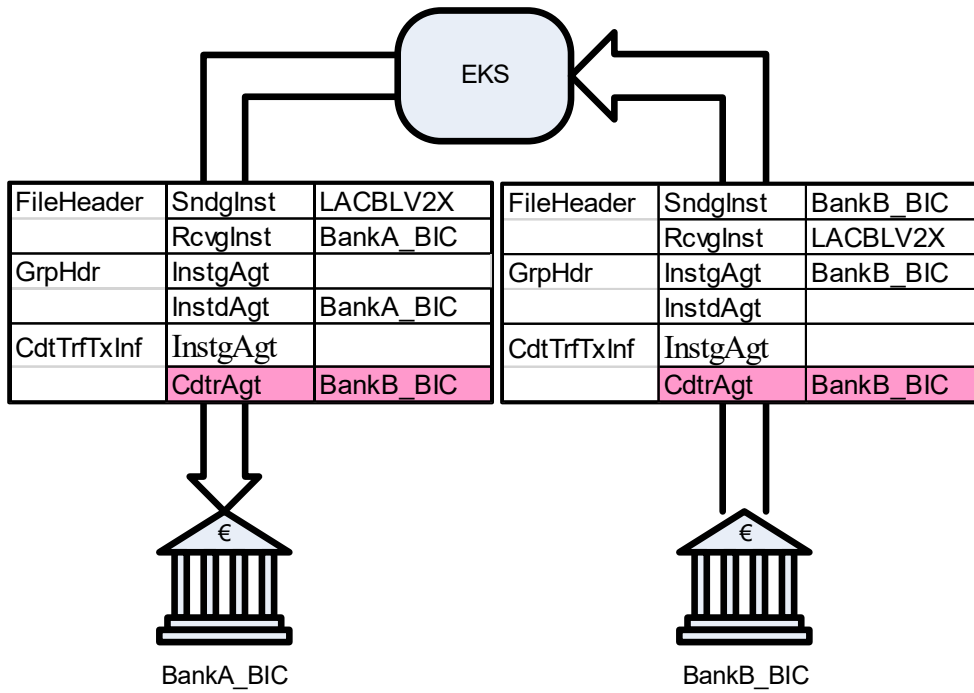 EKS
FileHeader SndgInst LACBLV2X
RcvgInst BankA_BIC
GrpHdr InstgAgt
InstdAgt BankA_BIC
CdtTrfTxInf InstgAgt
CdtrAgt BankB_BIC
FileHeader SndgInst BankB_BIC
RcvgInst LACBLV2X
GrpHdr InstgAgt BankB_BIC
InstdAgt
CdtTrfTxInf InstgAgt
CdtrAgt BankB_BIC
€
€
BankA_BIC
BankB_BIC